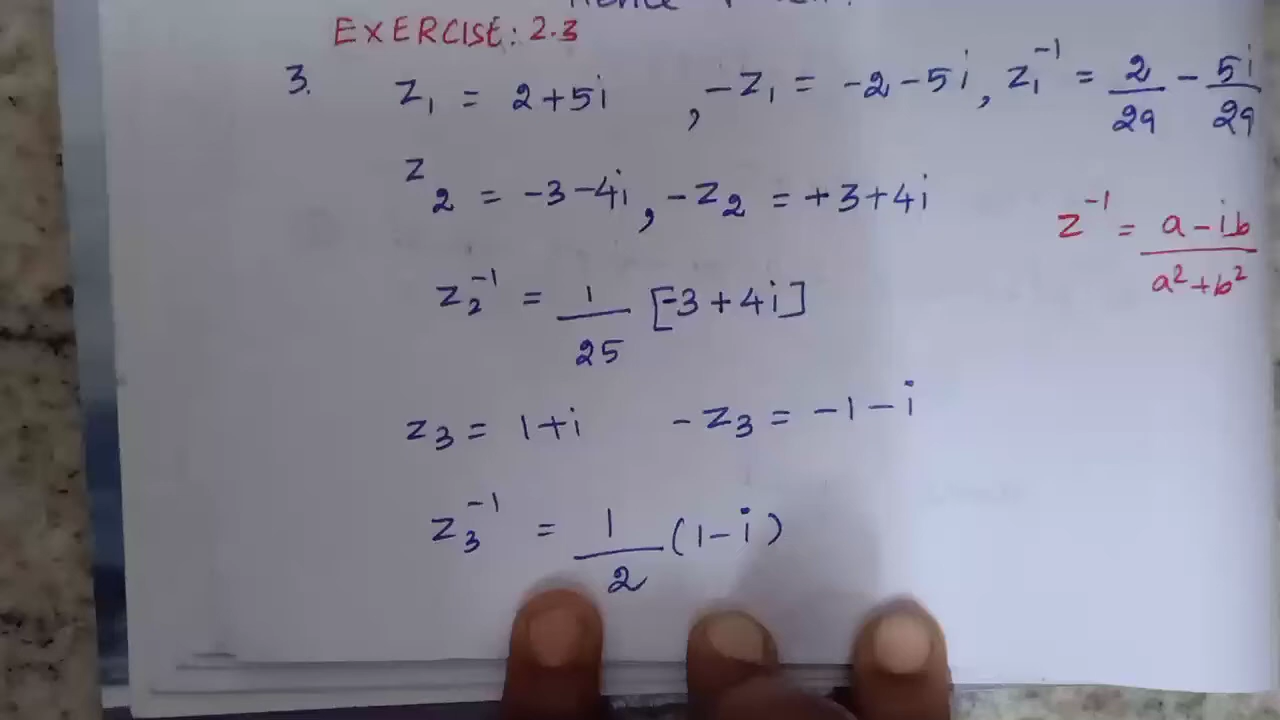 EXERCISE: 2.3
3. z₁ = 2+5i , -z₁ = -2-5i, z₁⁻¹ = 2/29 - 5i/29
z₂ = -3-4i, -z₂ = +3+4i
z⁻¹ = a-ib/a²+b²
z₂⁻¹ = 1/25 [-3+4i]
z₃ = 1+i -z₃ = -1-i
z₃⁻¹ = 1/2 (1-i)